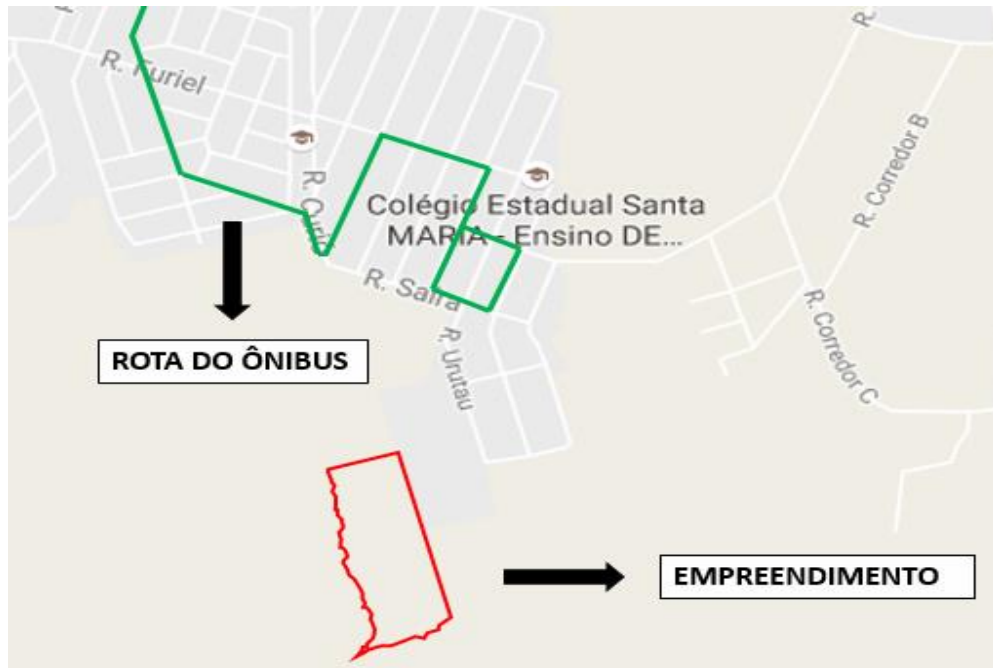 R. Furiel
R. Curió
Colégio Estadual Santa
MARIA - Ensino DE...
R. Saíra
R. Urutau
R.
R. Corredor B
R. Corredor C
ROTA DO ÔNIBUS
EMPREENDIMENTO